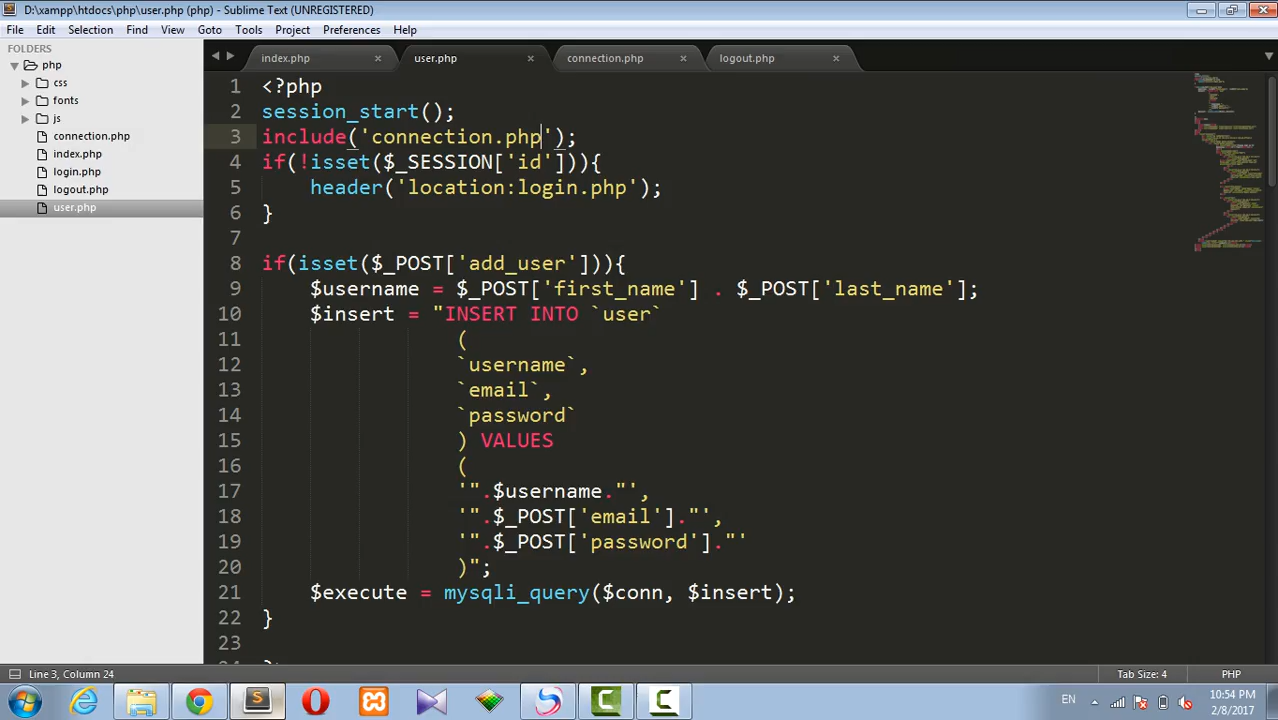 D:\xampp\htdocs\php\user.php (php) - Sublime Text (UNREGISTERED)
File Edit Selection Find View Goto Tools Project Preferences Help
FOLDERS
php
css
fonts
js
connection.php
index.php
login.php
logout.php
user.php
index.php user.php connection.php logout.php
1 <?php
2 session_start();
3 include('connection.php');
4 if(!isset($_SESSION['id'])){
5 header('location:login.php');
6 }
7
8 if(isset($_POST['add_user'])){
9 $username = $_POST['first_name'] . $_POST['last_name'];
10 $insert = "INSERT INTO `user`
11 (
12 `username`,
13 `email`,
14 `password`
15 ) VALUES
16 (
17 '".$username."',
18 '".$_POST['email']."',
19 '".$_POST['password']."'
20 )";
21 $execute = mysqli_query($conn, $insert);
22 }
23
Line 3, Column 24 Tab Size: 4 PHP
EN
10:54 PM
2/8/2017